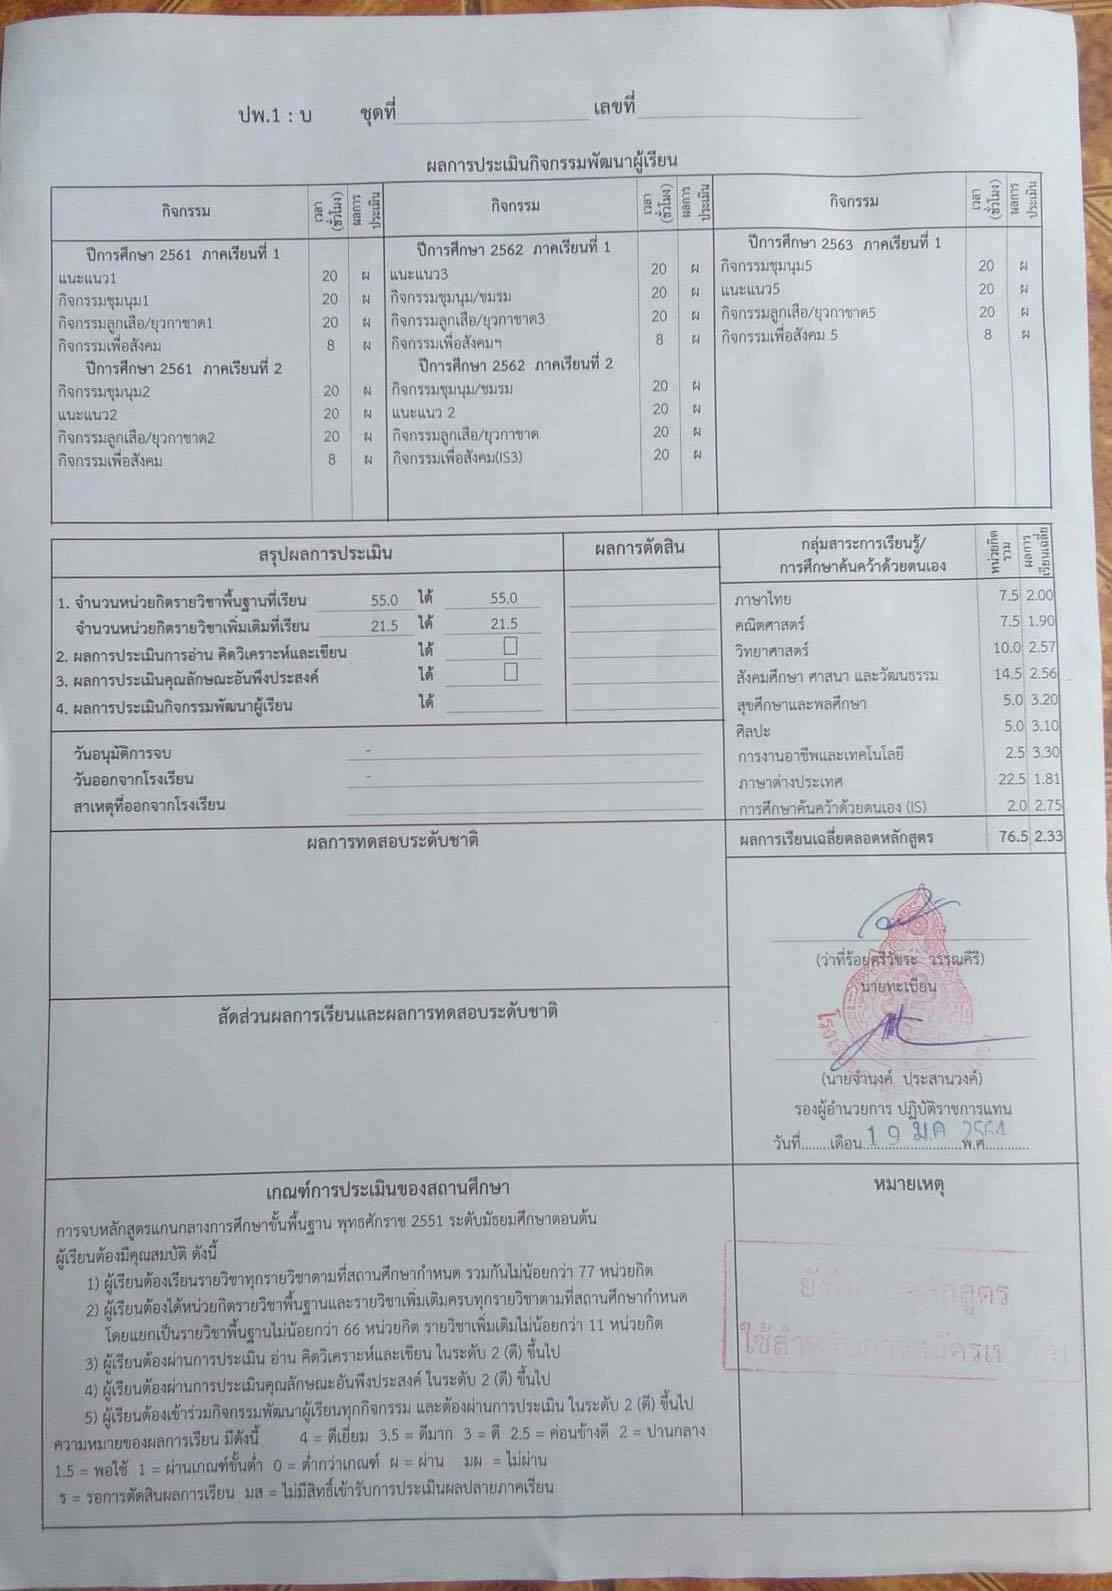 ปพ.1 : บ ชุดที่ เลขที่
ผลการประเมินกิจกรรมพัฒนาผู้เรียน
กิจกรรม เวลา (ชั่วโมง) ผลการประเมิน กิจกรรม เวลา (ชั่วโมง) ผลการประเมิน กิจกรรม เวลา (ชั่วโมง) ผลการประเมิน
ปีการศึกษา 2561 ภาคเรียนที่ 1
แนะแนว1 20 ผ
กิจกรรมชุมนุม1 20 ผ
กิจกรรมลูกเสือ/ยุวกาชาด1 20 ผ
กิจกรรมเพื่อสังคม 8 ผ
ปีการศึกษา 2561 ภาคเรียนที่ 2
กิจกรรมชุมนุม2 20 ผ
แนะแนว2 20 ผ
กิจกรรมลูกเสือ/ยุวกาชาด2 20 ผ
กิจกรรมเพื่อสังคม 8 ผ
ปีการศึกษา 2562 ภาคเรียนที่ 1
แนะแนว3 20 ผ
กิจกรรมชุมนุม/ชมรม 20 ผ
กิจกรรมลูกเสือ/ยุวกาชาด3 20 ผ
กิจกรรมเพื่อสังคมฯ 8 ผ
ปีการศึกษา 2562 ภาคเรียนที่ 2
กิจกรรมชุมนุม/ชมรม 20 ผ
แนะแนว 2 20 ผ
กิจกรรมลูกเสือ/ยุวกาชาด 20 ผ
กิจกรรมเพื่อสังคม(IS3) 20 ผ
ปีการศึกษา 2563 ภาคเรียนที่ 1
กิจกรรมชุมนุม5 20 ผ
แนะแนว5 20 ผ
กิจกรรมลูกเสือ/ยุวกาชาด5 20 ผ
กิจกรรมเพื่อสังคม 5 8 ผ
สรุปผลการประเมิน ผลการตัดสิน
1. จำนวนหน่วยกิตรายวิชาพื้นฐานที่เรียน 55.0 ได้ 55.0
จำนวนหน่วยกิตรายวิชาเพิ่มเติมที่เรียน 21.5 ได้ 21.5
2. ผลการประเมินการอ่าน คิดวิเคราะห์และเขียน ได้
3. ผลการประเมินคุณลักษณะอันพึงประสงค์ ได้
4. ผลการประเมินกิจกรรมพัฒนาผู้เรียน ได้
วันอนุมัติการจบ -
วันออกจากโรงเรียน -
สาเหตุที่ออกจากโรงเรียน
กลุ่มสาระการเรียนรู้/ การศึกษาค้นคว้าด้วยตนเอง หน่วยกิตรวม ผลการเรียนเฉลี่ย
ภาษาไทย 7.5 2.00
คณิตศาสตร์ 7.5 1.90
วิทยาศาสตร์ 10.0 2.57
สังคมศึกษา ศาสนา และวัฒนธรรม 14.5 2.56
สุขศึกษาและพลศึกษา 5.0 3.20
ศิลปะ 5.0 3.10
การงานอาชีพและเทคโนโลยี 2.5 3.30
ภาษาต่างประเทศ 22.5 1.81
การศึกษาค้นคว้าด้วยตนเอง (IS) 2.0 2.75
ผลการเรียนเฉลี่ยตลอดหลักสูตร 76.5 2.33
ผลการทดสอบระดับชาติ
สัดส่วนผลการเรียนและผลการทดสอบระดับชาติ
(ว่าที่ร้อยตรีวัชระ วรรณคีรี)
นายทะเบียน
(นายจำนงค์ ประสานวงค์)
รองผู้อำนวยการ ปฏิบัติราชการแทน
วันที่.......เดือน 19 มค 2564 พ.ศ.
เกณฑ์การประเมินของสถานศึกษา
การจบหลักสูตรแกนกลางการศึกษาขั้นพื้นฐาน พุทธศักราช 2551 ระดับมัธยมศึกษาตอนต้น
ผู้เรียนต้องมีคุณสมบัติ ดังนี้
1) ผู้เรียนต้องเรียนรายวิชาทุกรายวิชาตามที่สถานศึกษากำหนด รวมกันไม่น้อยกว่า 77 หน่วยกิต
2) ผู้เรียนต้องได้หน่วยกิตรายวิชาพื้นฐานและรายวิชาเพิ่มเติมครบทุกรายวิชาตามที่สถานศึกษากำหนด
โดยแยกเป็นรายวิชาพื้นฐานไม่น้อยกว่า 66 หน่วยกิต รายวิชาเพิ่มเติมไม่น้อยกว่า 11 หน่วยกิต
3) ผู้เรียนต้องผ่านการประเมิน อ่าน คิดวิเคราะห์และเขียน ในระดับ 2 (ดี) ขึ้นไป
4) ผู้เรียนต้องผ่านการประเมินคุณลักษณะอันพึงประสงค์ ในระดับ 2 (ดี) ขึ้นไป
5) ผู้เรียนต้องเข้าร่วมกิจกรรมพัฒนาผู้เรียนทุกกิจกรรม และต้องผ่านการประเมิน ในระดับ 2 (ดี) ขึ้นไป
ความหมายของผลการเรียน มีดังนี้ 4 = ดีเยี่ยม 3.5 = ดีมาก 3 = ดี 2.5 = ค่อนข้างดี 2 = ปานกลาง
1.5 = พอใช้ 1 = ผ่านเกณฑ์ขั้นต่ำ 0 = ต่ำกว่าเกณฑ์ ผ = ผ่าน มผ = ไม่ผ่าน
ร = รอการตัดสินผลการเรียน มส = ไม่มีสิทธิ์เข้ารับการประเมินผลปลายภาคเรียน
หมายเหตุ